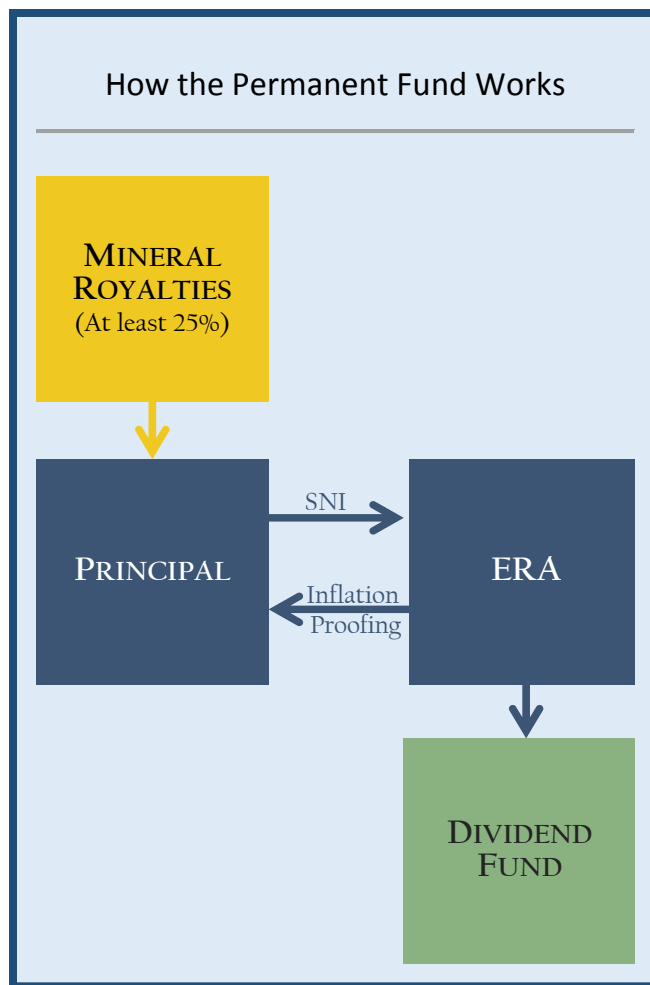 How the Permanent Fund Works
MINERAL
ROYALTIES
(At least 25%)
PRINCIPAL
SNI
Inflation
Proofing
ERA
DIVIDEND
FUND